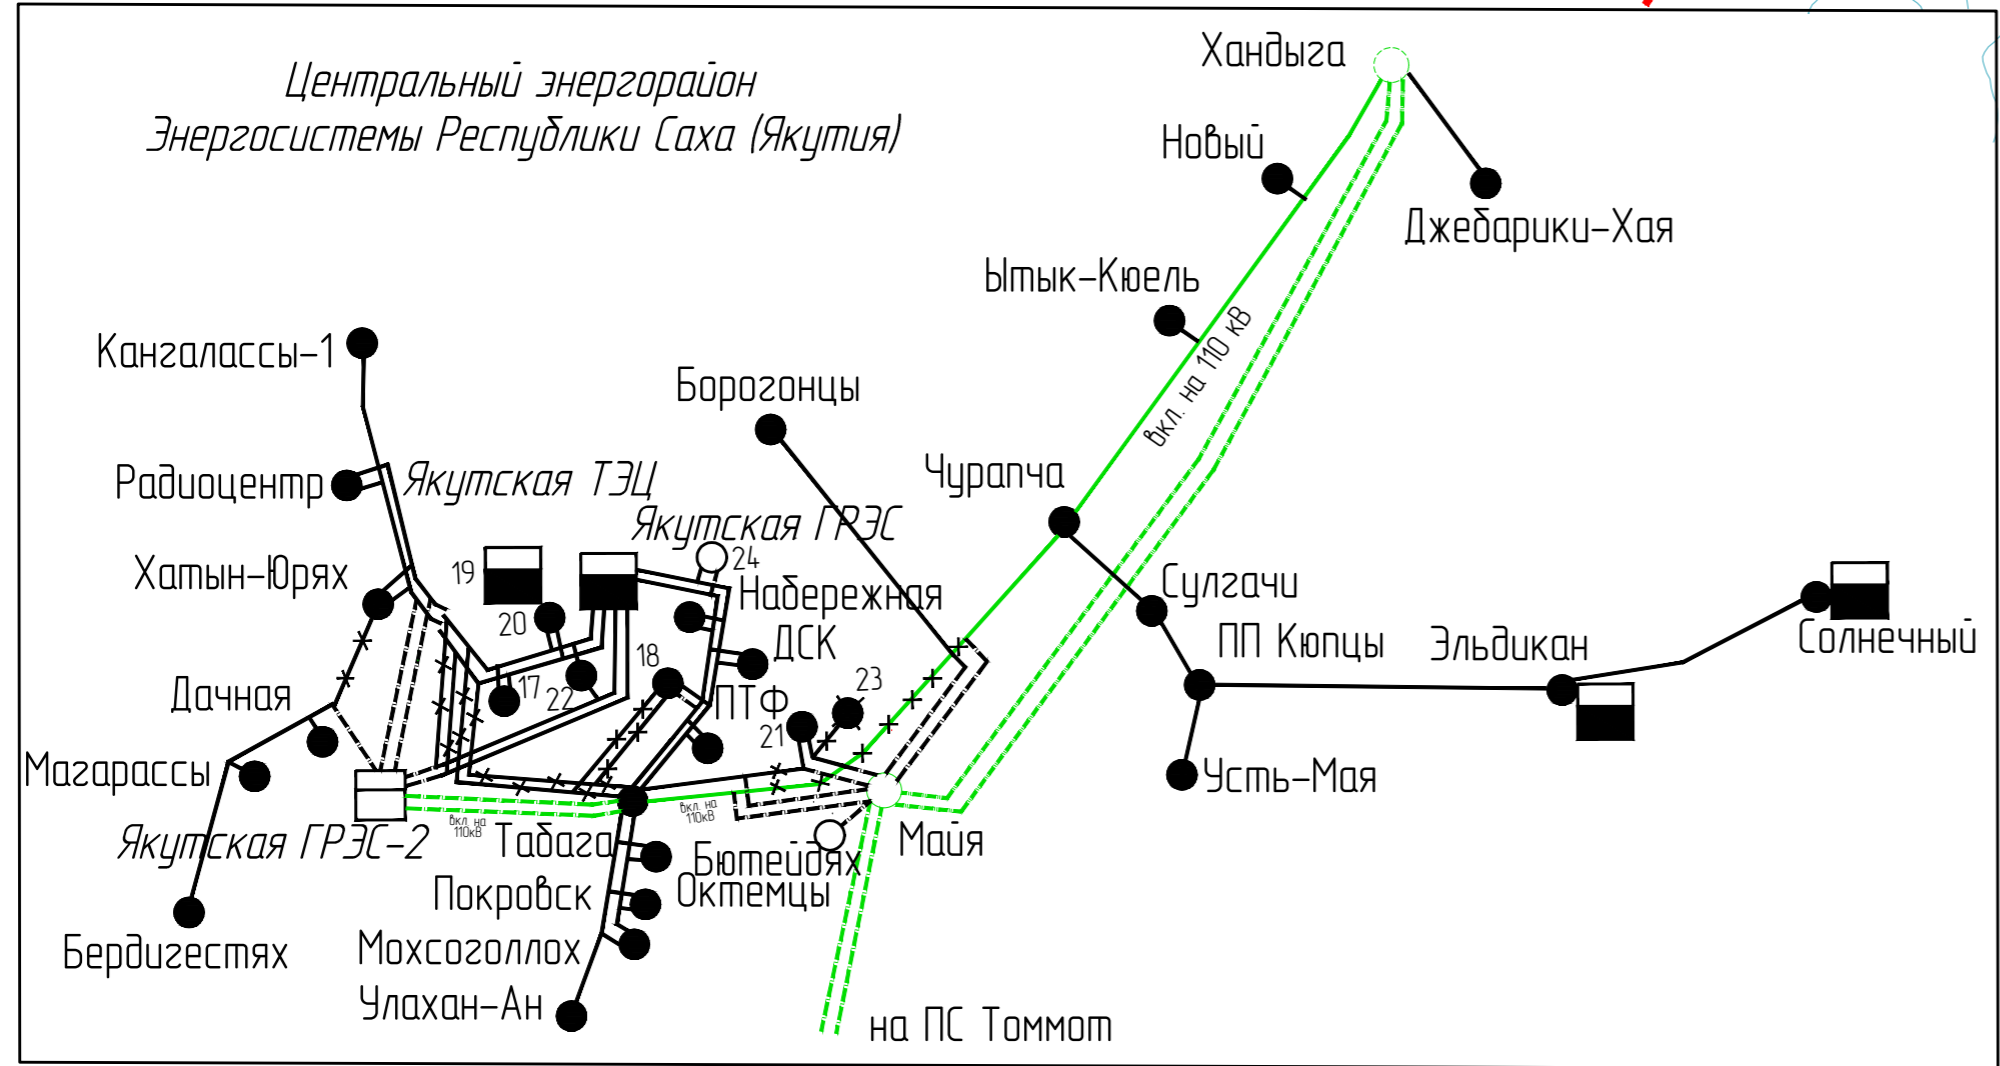 Центральный энергорайон
Энергосистемы Республики Саха (Якутия)
Хандыга
Новый
Джебарики-Хая
Ытык-Кюель
вкл. на 110 кВ
Кангалассы-1
Борогонцы
Радиоцентр
Якутская ТЭЦ
Чурапча
Якутская ГРЭС
24
Хатын-Юрях
19
Набережная
Сулгачи
20
ДСК
ПП Кюпцы
Эльдикан
Солнечный
18
Дачная
17
22
ПТФ
23
21
Магарассы
Усть-Мая
вкл. на
110кВ
вкл. на
110кВ
Якутская ГРЭС-2
Табага
Майя
Бютейдях
Покровск
Октемцы
Бердигестях
Мохсоголлох
Улахан-Ан
на ПС Томмот